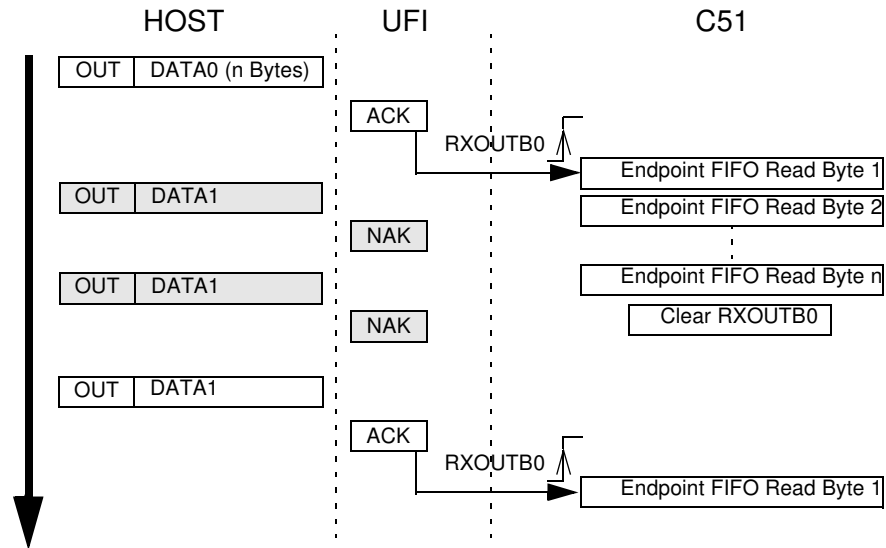 HOST UFI C51
OUT DATA0 (n Bytes)
ACK
RXOUTB0
Endpoint FIFO Read Byte 1
OUT DATA1
Endpoint FIFO Read Byte 2
NAK
OUT DATA1
Endpoint FIFO Read Byte n
NAK
Clear RXOUTB0
OUT DATA1
ACK
RXOUTB0
Endpoint FIFO Read Byte 1